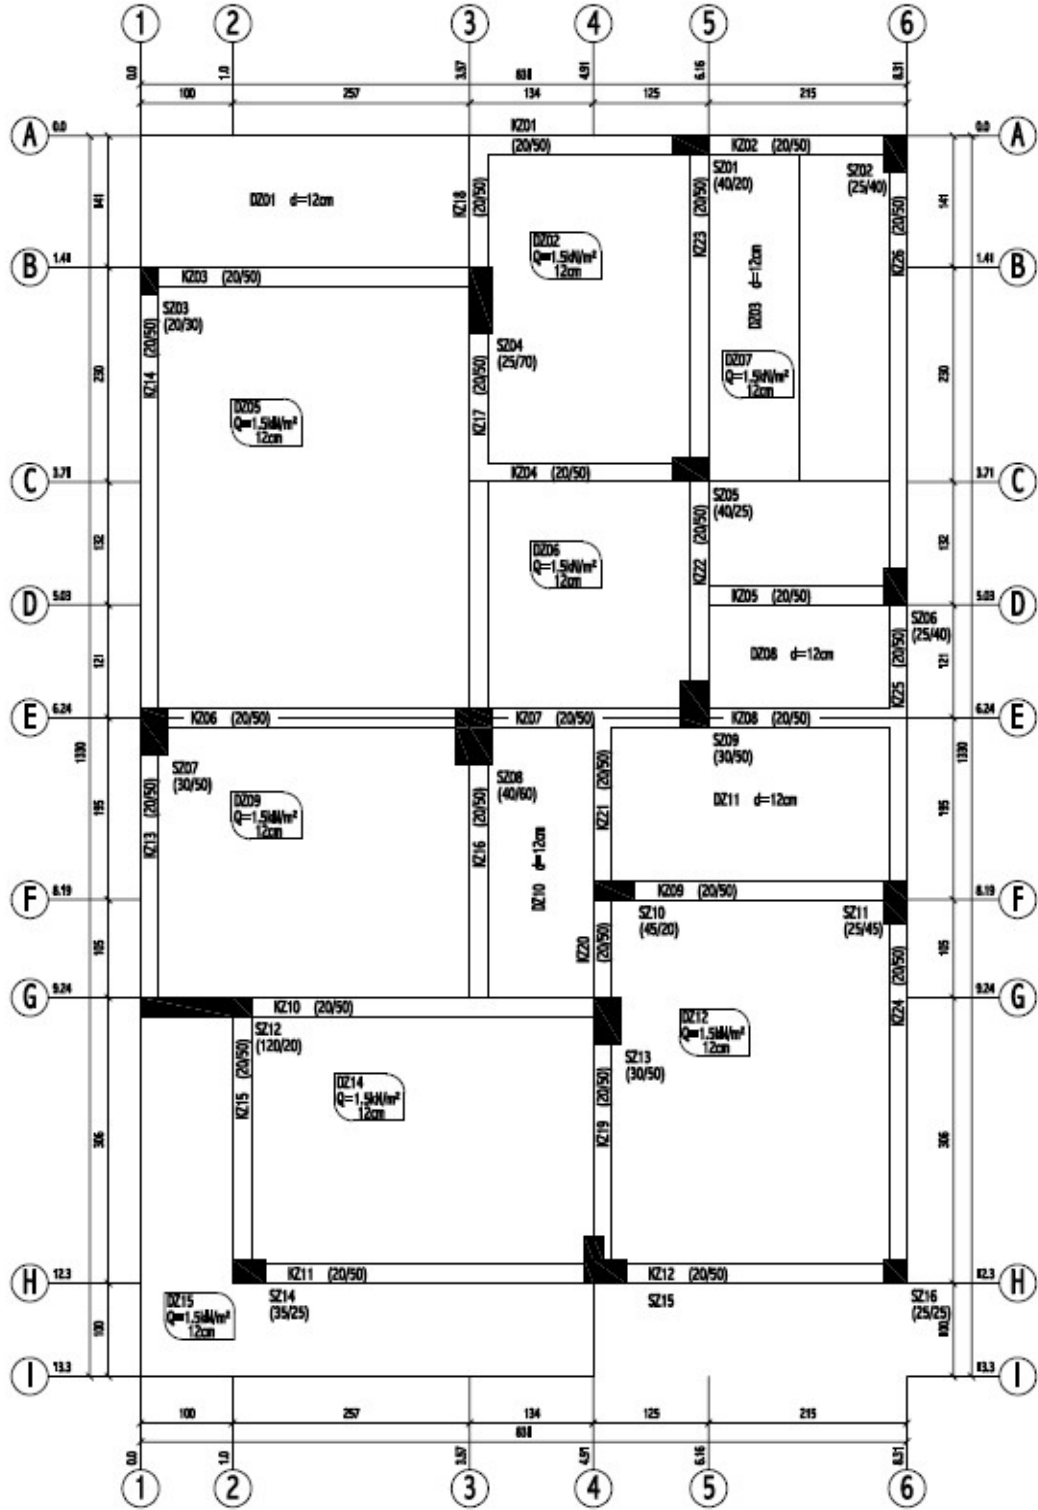 1 2 3 4 5 6
0.0 1.0 3.57 4.91 6.16 8.31
100 257 134 125 215
A 0.0 0.0 A
KZ01
(20/50)
KZ02 (20/50)
SZ01
(40/20)
SZ02
(25/40)
141
DZ01 d=12cm
KZ18 (20/50)
KZ23 (20/50)
KZ26 (20/50)
DZ02
Q=1.5kN/m²
12cm
B 1.41 B
KZ03 (20/50)
SZ03
(20/30)
DZ03 d=12cm
SZ04
(25/70)
KZ14 (20/50)
KZ17 (20/50)
DZ07
Q=1.5kN/m²
12cm
230 230
DZ05
Q=1.5kN/m²
12cm
C 3.71 3.71 C
KZ04 (20/50)
SZ05
(40/25)
132 132
KZ22 (20/50)
DZ06
Q=1.5kN/m²
12cm
D 5.03 5.03 D
KZ05 (20/50)
SZ06
(25/40)
121 121
DZ08 d=12cm
KZ25 (20/50)
E 6.24 6.24 E
KZ06 (20/50)
KZ07 (20/50)
KZ08 (20/50)
1330 1330
SZ07
(30/50)
SZ08
(40/60)
SZ09
(30/50)
KZ13 (20/50)
KZ16 (20/50)
KZ21 (20/50)
195 195
DZ09
Q=1.5kN/m²
12cm
DZ10 d=12cm
DZ11 d=12cm
F 8.19 8.19 F
KZ09 (20/50)
SZ10
(45/20)
SZ11
(25/45)
105 105
KZ20 (20/50)
KZ24 (20/50)
G 9.24 9.24 G
KZ10 (20/50)
SZ12
(120/20)
DZ12
Q=1.5kN/m²
12cm
SZ13
(30/50)
KZ15 (20/50)
KZ19 (20/50)
DZ14
Q=1.5kN/m²
12cm
306 306
H 12.3 H
KZ11 (20/50)
KZ12 (20/50)
SZ14
(35/25)
SZ15
SZ16
(25/25)
DZ15
Q=1.5kN/m²
12cm
100
I 13.3 I
100 257 134 125 215
0.0 1.0 3.57 4.91 6.16 8.31
1 2 3 4 5 6